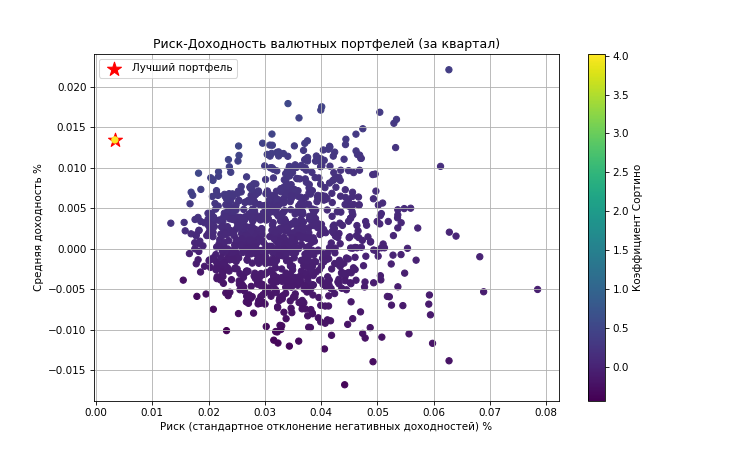 Риск-Доходность валютных портфелей (за квартал)
Лучший портфель
Средняя доходность %
0.020
0.015
0.010
0.005
0.000
−0.005
−0.010
−0.015
0.00 0.01 0.02 0.03 0.04 0.05 0.06 0.07 0.08
Риск (стандартное отклонение негативных доходностей) %
4.0
3.5
3.0
2.5
2.0
1.5
1.0
0.5
0.0
Коэффициент Сортино